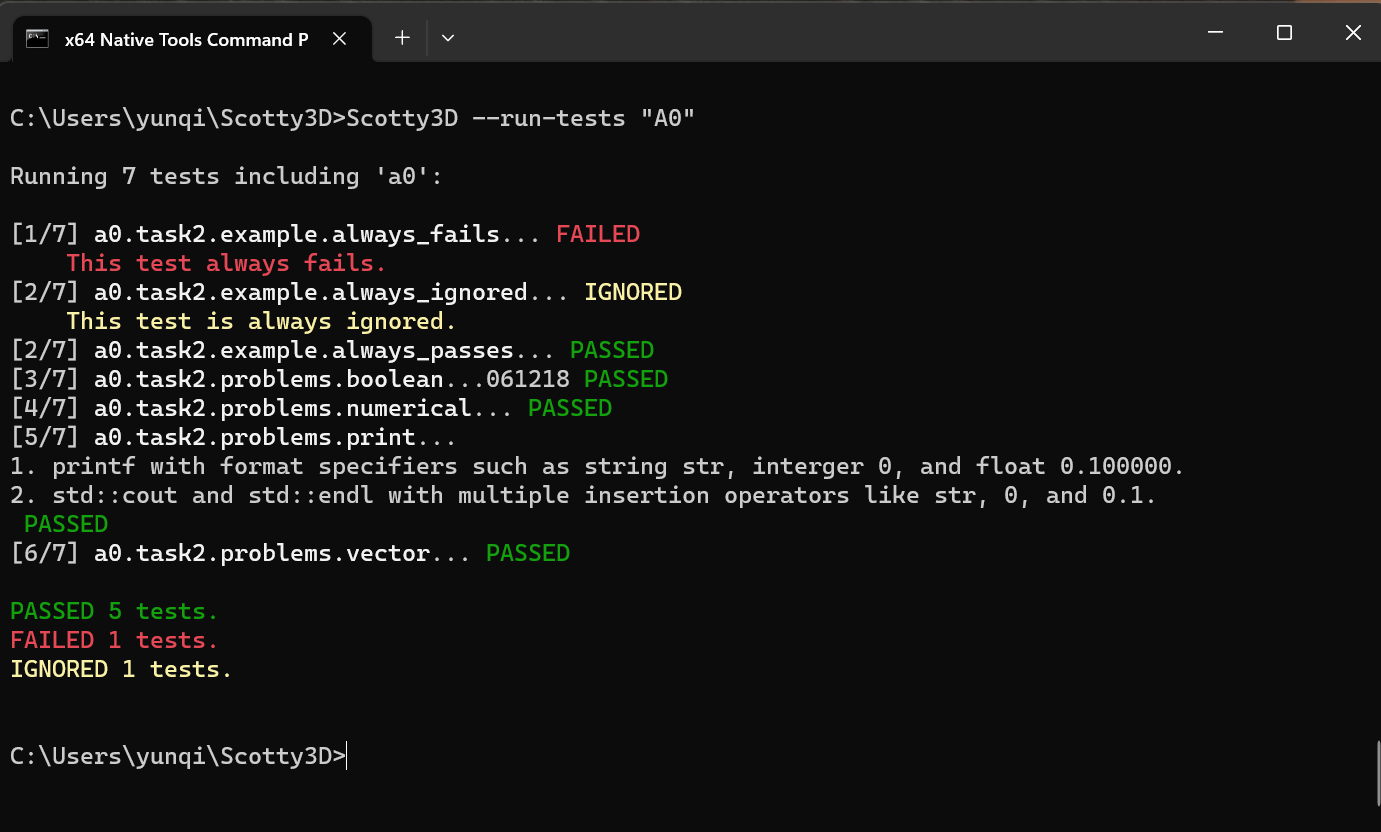 x64 Native Tools Command P
C:\Users\yunqi\Scotty3D>Scotty3D --run-tests "A0"
Running 7 tests including 'a0':
[1/7] a0.task2.example.always_fails... FAILED
This test always fails.
[2/7] a0.task2.example.always_ignored... IGNORED
This test is always ignored.
[2/7] a0.task2.example.always_passes... PASSED
[3/7] a0.task2.problems.boolean...061218 PASSED
[4/7] a0.task2.problems.numerical... PASSED
[5/7] a0.task2.problems.print...
1. printf with format specifiers such as string str, interger 0, and float 0.100000.
2. std::cout and std::endl with multiple insertion operators like str, 0, and 0.1.
PASSED
[6/7] a0.task2.problems.vector... PASSED
PASSED 5 tests.
FAILED 1 tests.
IGNORED 1 tests.
C:\Users\yunqi\Scotty3D>